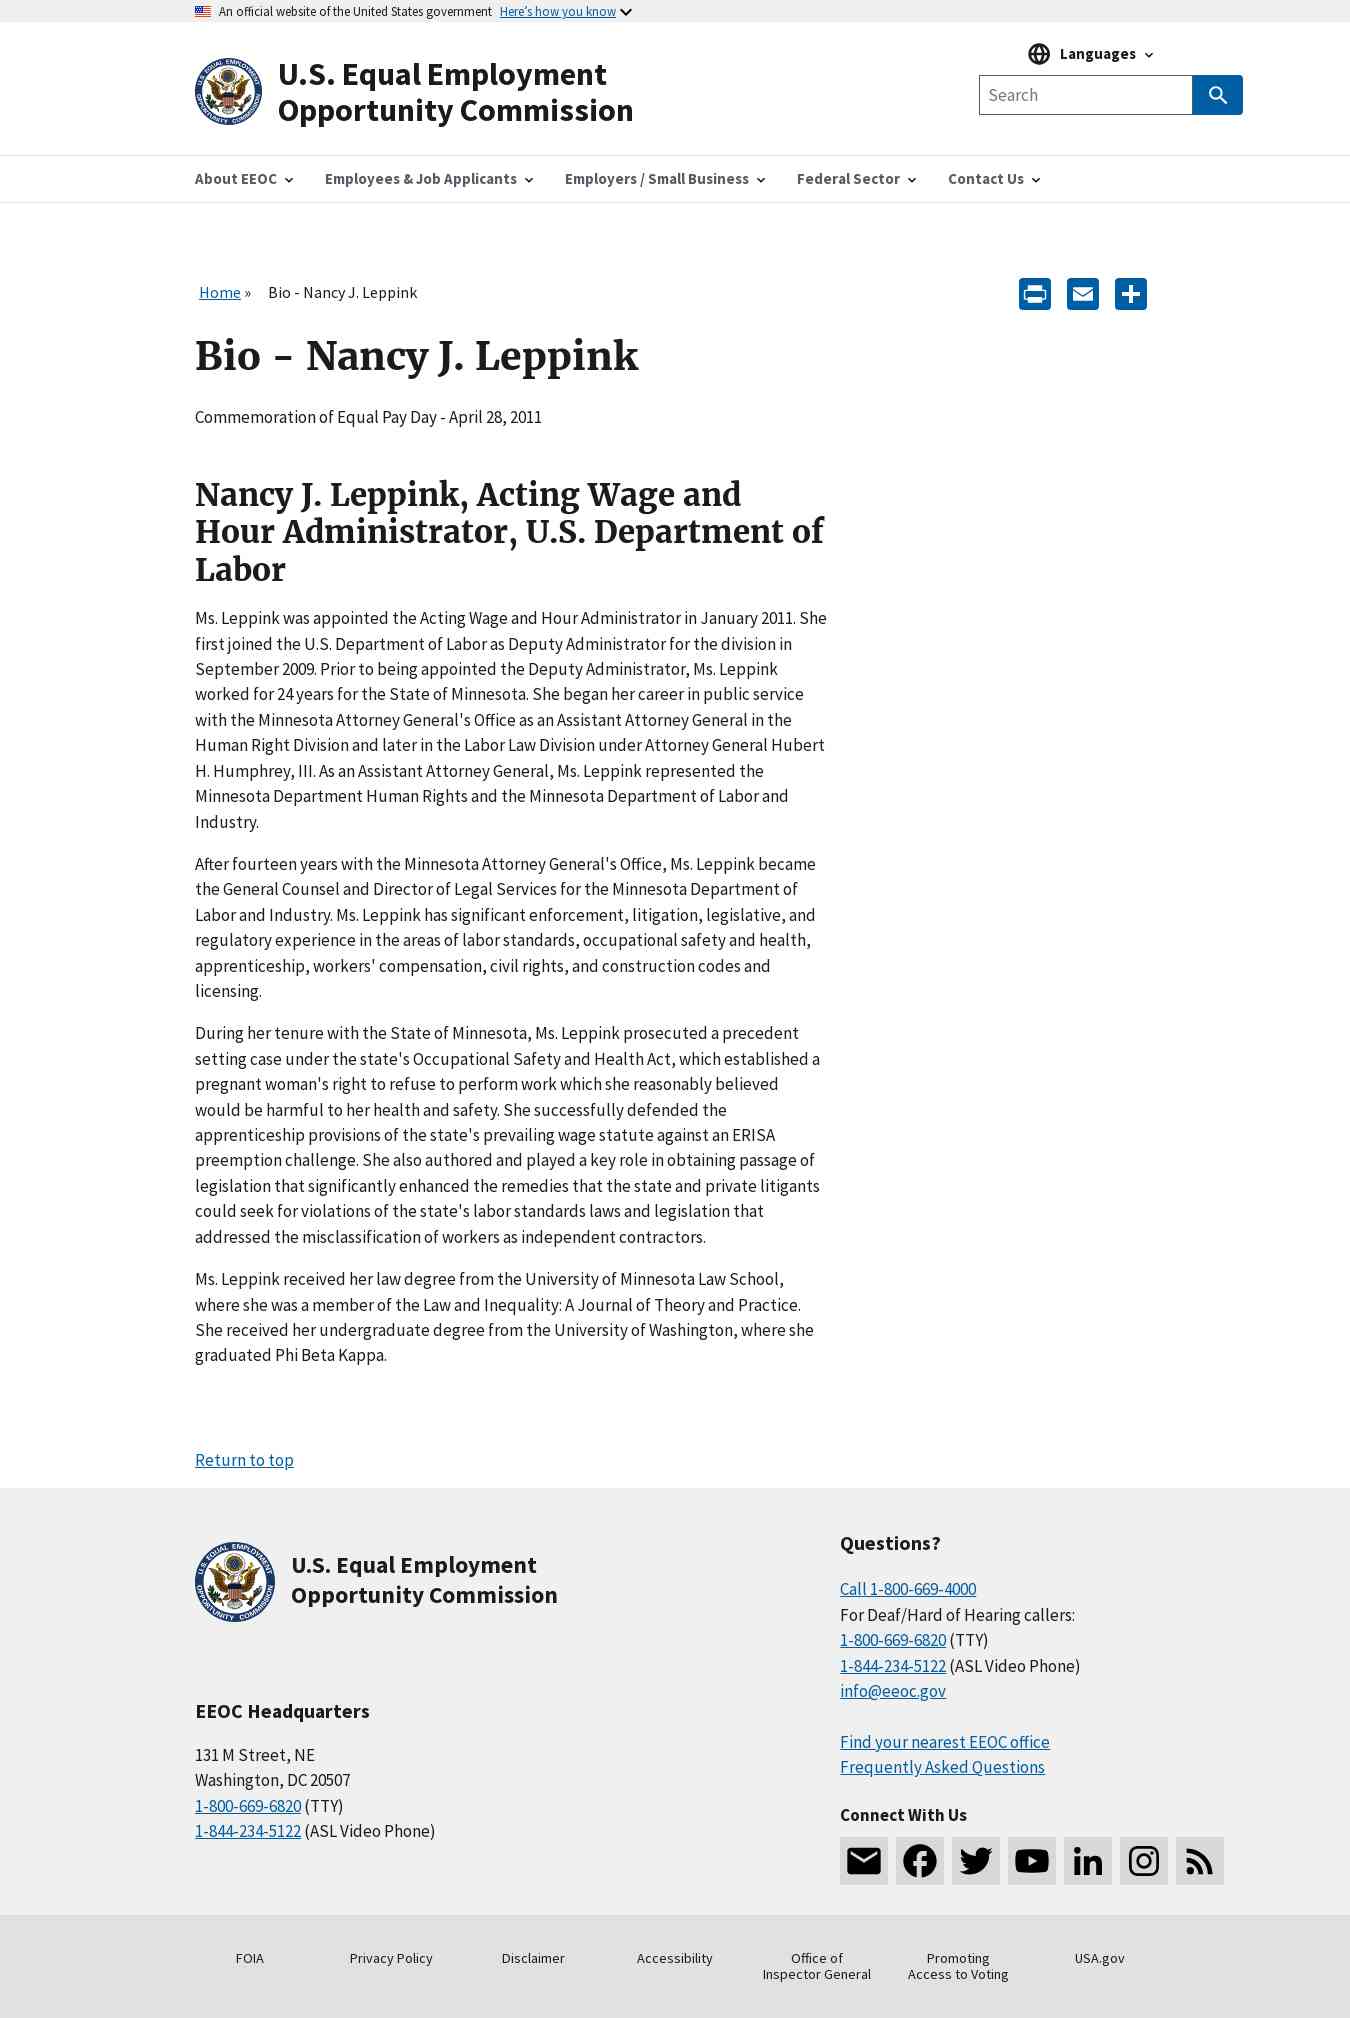 An official website of the United States government Here's how you know
U.S. Equal Employment
Opportunity Commission
Languages
Search
About EEOC
Employees & Job Applicants
Employers / Small Business
Federal Sector
Contact Us
Home » Bio - Nancy J. Leppink
Bio - Nancy J. Leppink
Commemoration of Equal Pay Day - April 28, 2011
Nancy J. Leppink, Acting Wage and
Hour Administrator, U.S. Department of
Labor
Ms. Leppink was appointed the Acting Wage and Hour Administrator in January 2011. She
first joined the U.S. Department of Labor as Deputy Administrator for the division in
September 2009. Prior to being appointed the Deputy Administrator, Ms. Leppink
worked for 24 years for the State of Minnesota. She began her career in public service
with the Minnesota Attorney General's Office as an Assistant Attorney General in the
Human Right Division and later in the Labor Law Division under Attorney General Hubert
H. Humphrey, III. As an Assistant Attorney General, Ms. Leppink represented the
Minnesota Department Human Rights and the Minnesota Department of Labor and
Industry.
After fourteen years with the Minnesota Attorney General's Office, Ms. Leppink became
the General Counsel and Director of Legal Services for the Minnesota Department of
Labor and Industry. Ms. Leppink has significant enforcement, litigation, legislative, and
regulatory experience in the areas of labor standards, occupational safety and health,
apprenticeship, workers' compensation, civil rights, and construction codes and
licensing.
During her tenure with the State of Minnesota, Ms. Leppink prosecuted a precedent
setting case under the state's Occupational Safety and Health Act, which established a
pregnant woman's right to refuse to perform work which she reasonably believed
would be harmful to her health and safety. She successfully defended the
apprenticeship provisions of the state's prevailing wage statute against an ERISA
preemption challenge. She also authored and played a key role in obtaining passage of
legislation that significantly enhanced the remedies that the state and private litigants
could seek for violations of the state's labor standards laws and legislation that
addressed the misclassification of workers as independent contractors.
Ms. Leppink received her law degree from the University of Minnesota Law School,
where she was a member of the Law and Inequality: A Journal of Theory and Practice.
She received her undergraduate degree from the University of Washington, where she
graduated Phi Beta Kappa.
Return to top
U.S. EQUAL EMPLOYMENT OPPORTUNITY COMMISSION
U.S. Equal Employment
Opportunity Commission
EEOC Headquarters
131 M Street, NE
Washington, DC 20507
1-800-669-6820 (TTY)
1-844-234-5122 (ASL Video Phone)
Questions?
Call 1-800-669-4000
For Deaf/Hard of Hearing callers:
1-800-669-6820 (TTY)
1-844-234-5122 (ASL Video Phone)
info@eeoc.gov
Find your nearest EEOC office
Frequently Asked Questions
Connect With Us
FOIA
Privacy Policy
Disclaimer
Accessibility
Office of
Inspector General
Promoting
Access to Voting
USA.gov